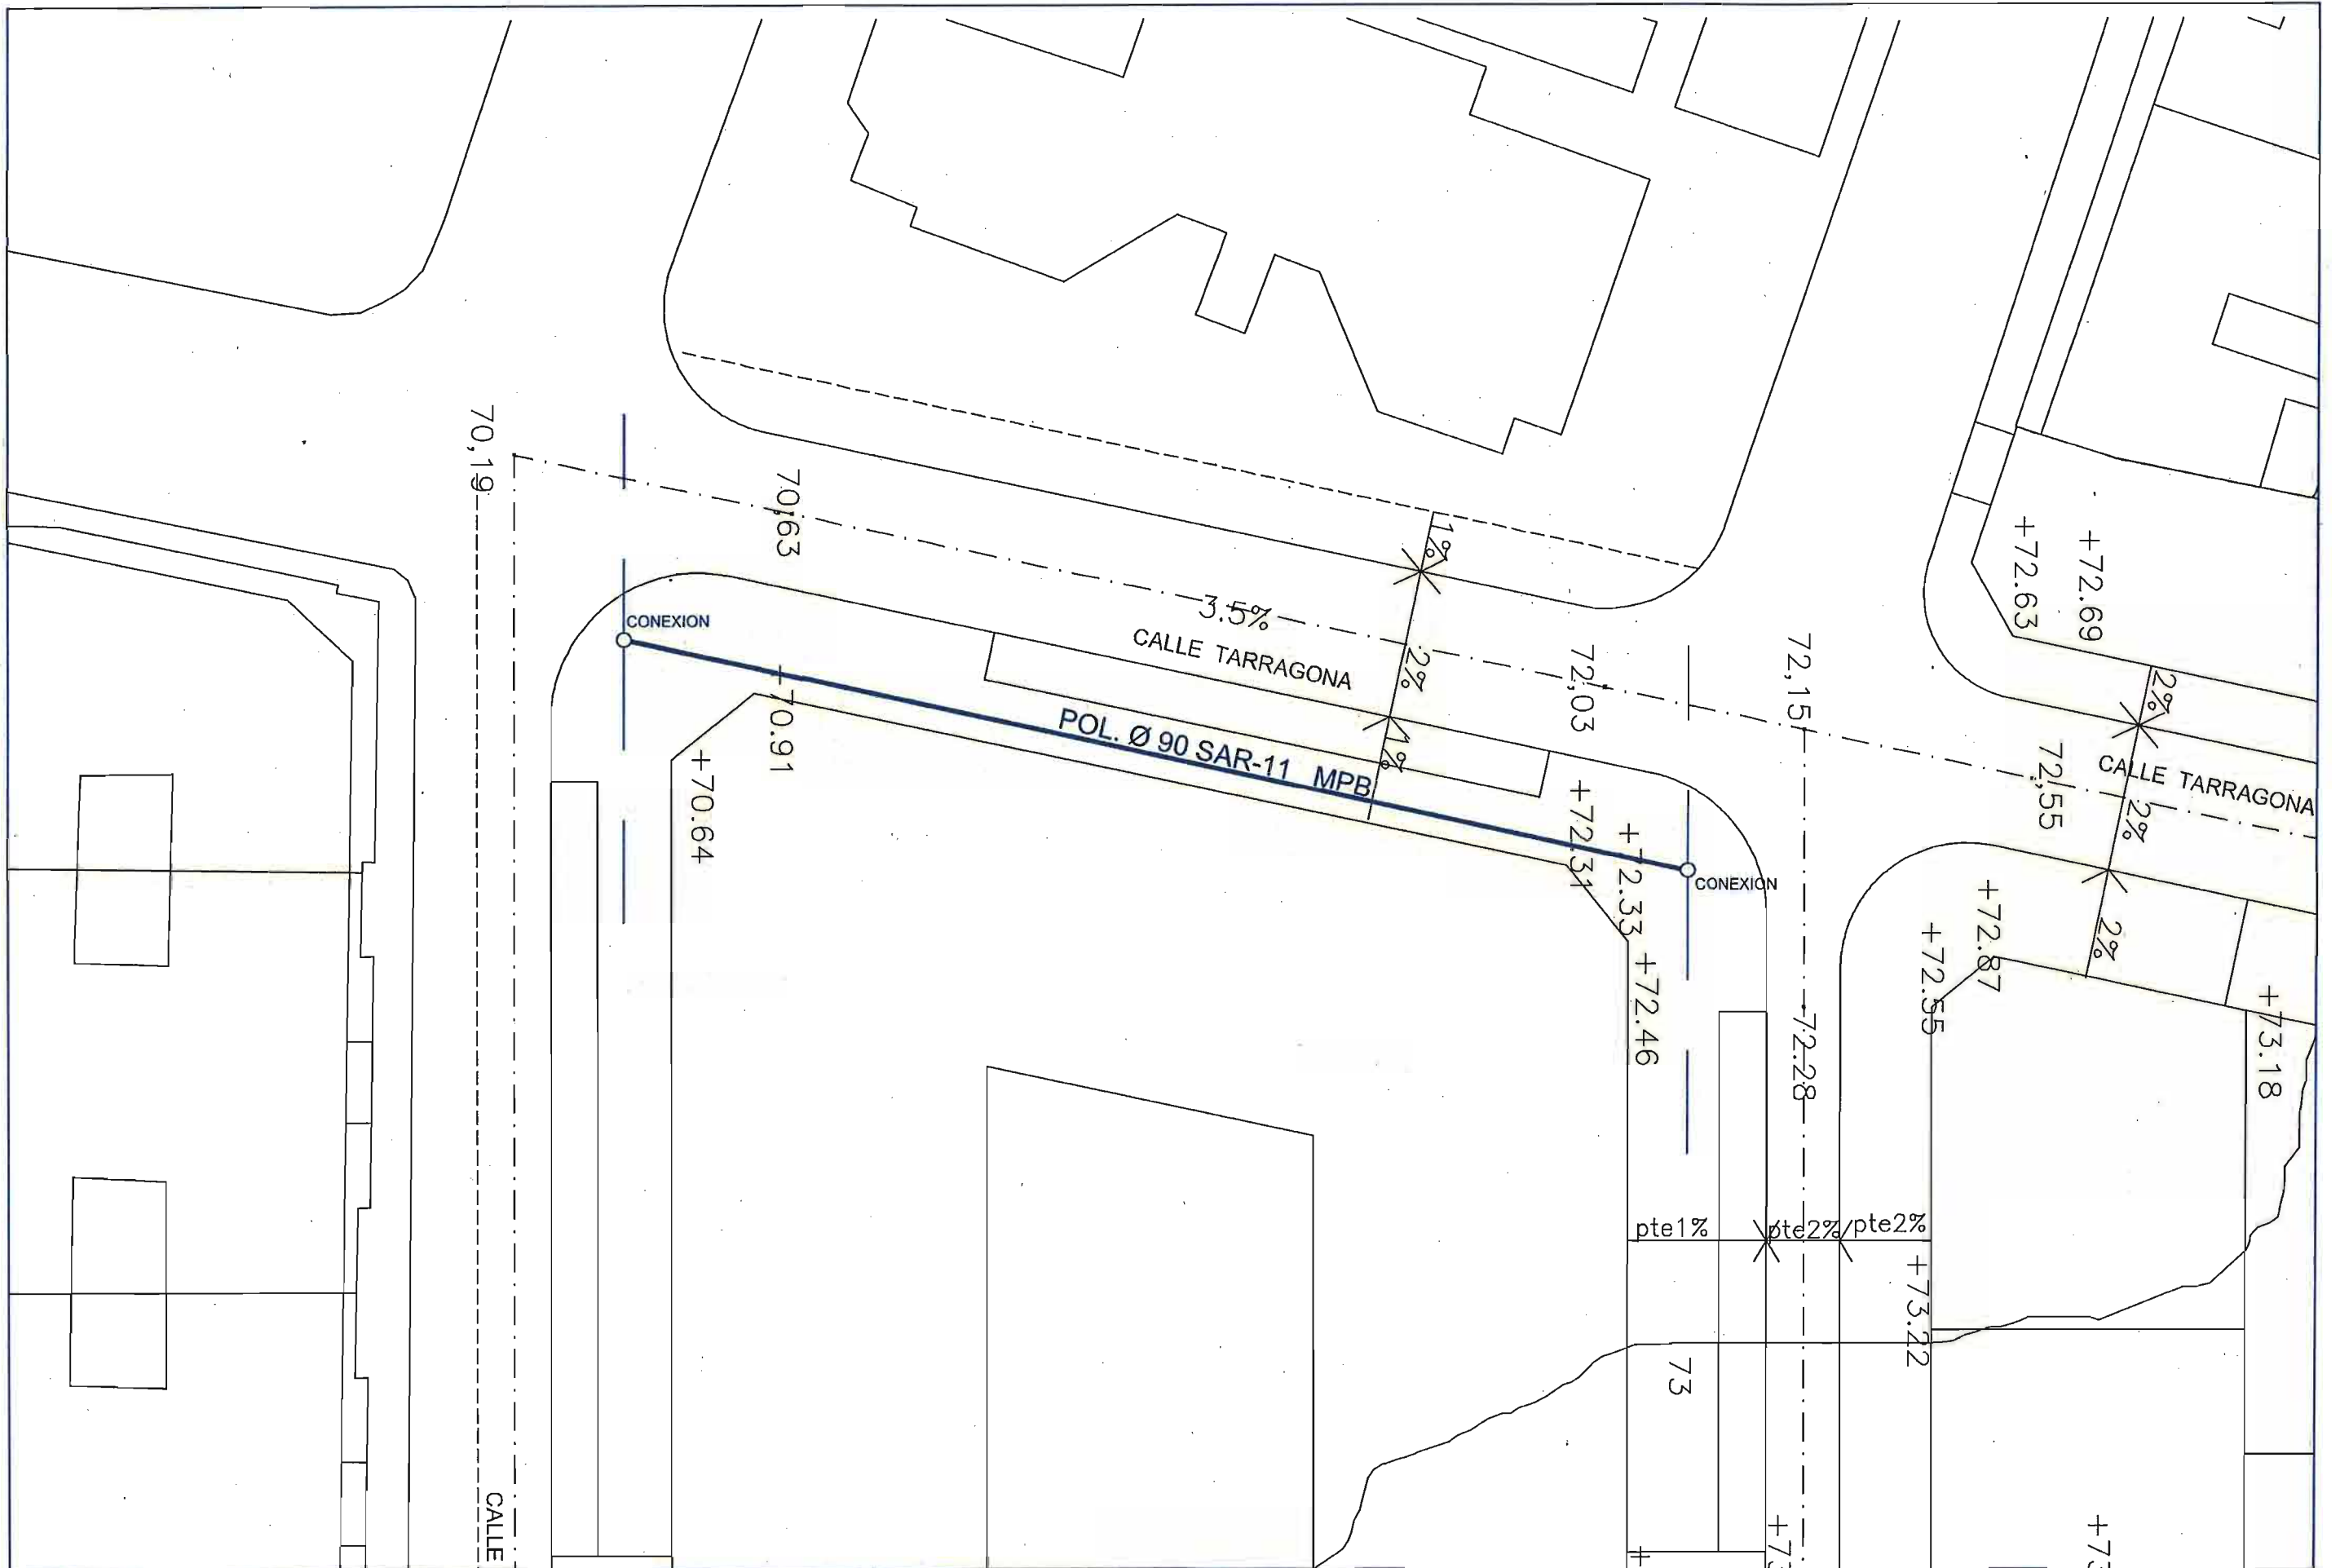 70,19
70,63
CONEXION
3.5%
CALLE TARRAGONA
1%
2%
1%
72,03
72,15
+72.63
+72.69
2%
CALLE TARRAGONA
72,55
2%
2%
+70.91
+70.64
POL. Ø 90 SAR-11 MPB
+72.31
+72.33
CONEXION
+72.46
72.28
+72.87
+72.55
+73.18
pte1%
pte2%
pte2%
+73.22
73
CALLE